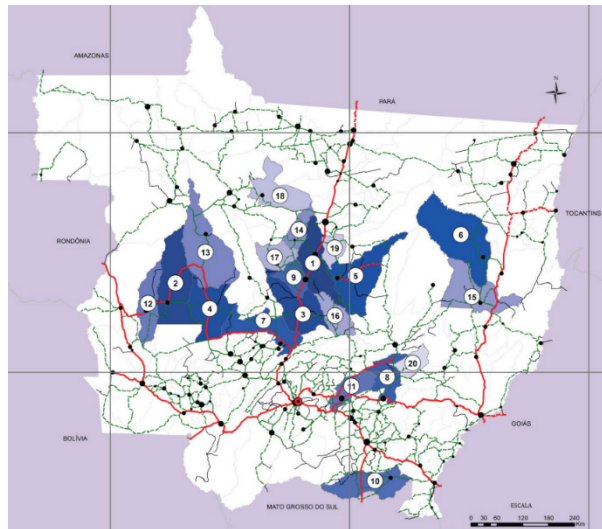 AMAZONAS
N
PARÁ
18
TOCANTINS
6
14
13
19
RONDÔNIA
17
1
9
5
2
15
12
4
3
16
7
20
8
11
GOIÁS
BOLÍVIA
10
MATO GROSSO DO SUL
ESCALA
0 30 60 120 180 240
Km